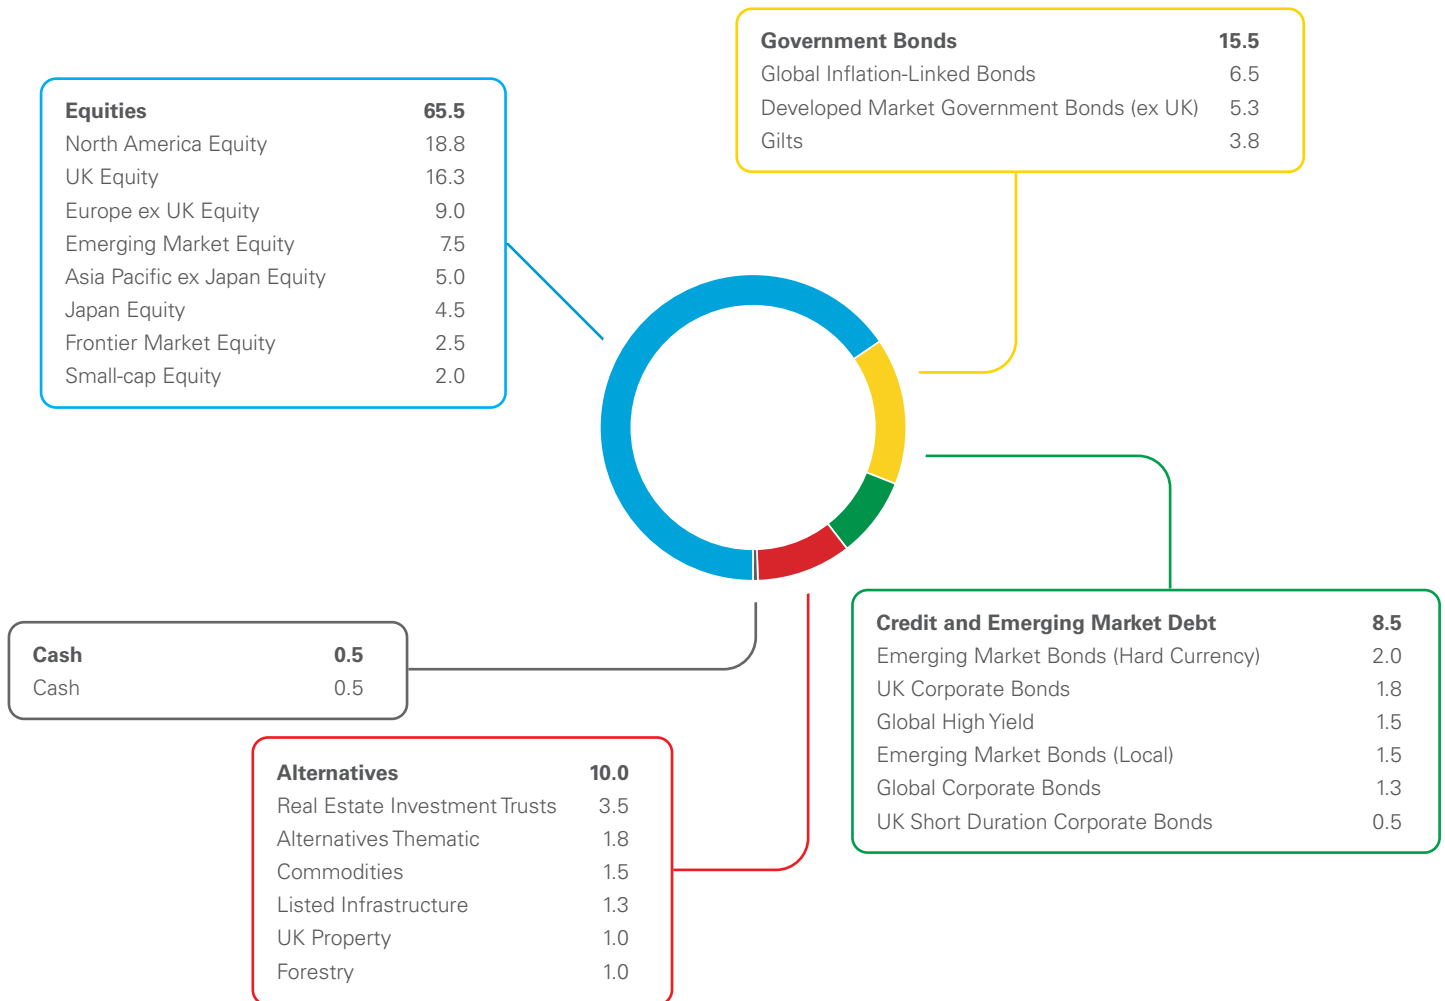 Equities 65.5
North America Equity 18.8
UK Equity 16.3
Europe ex UK Equity 9.0
Emerging Market Equity 7.5
Asia Pacific ex Japan Equity 5.0
Japan Equity 4.5
Frontier Market Equity 2.5
Small-cap Equity 2.0
Government Bonds 15.5
Global Inflation-Linked Bonds 6.5
Developed Market Government Bonds (ex UK) 5.3
Gilts 3.8
Cash 0.5
Cash 0.5
Alternatives 10.0
Real Estate Investment Trusts 3.5
Alternatives Thematic 1.8
Commodities 1.5
Listed Infrastructure 1.3
UK Property 1.0
Forestry 1.0
Credit and Emerging Market Debt 8.5
Emerging Market Bonds (Hard Currency) 2.0
UK Corporate Bonds 1.8
Global High Yield 1.5
Emerging Market Bonds (Local) 1.5
Global Corporate Bonds 1.3
UK Short Duration Corporate Bonds 0.5